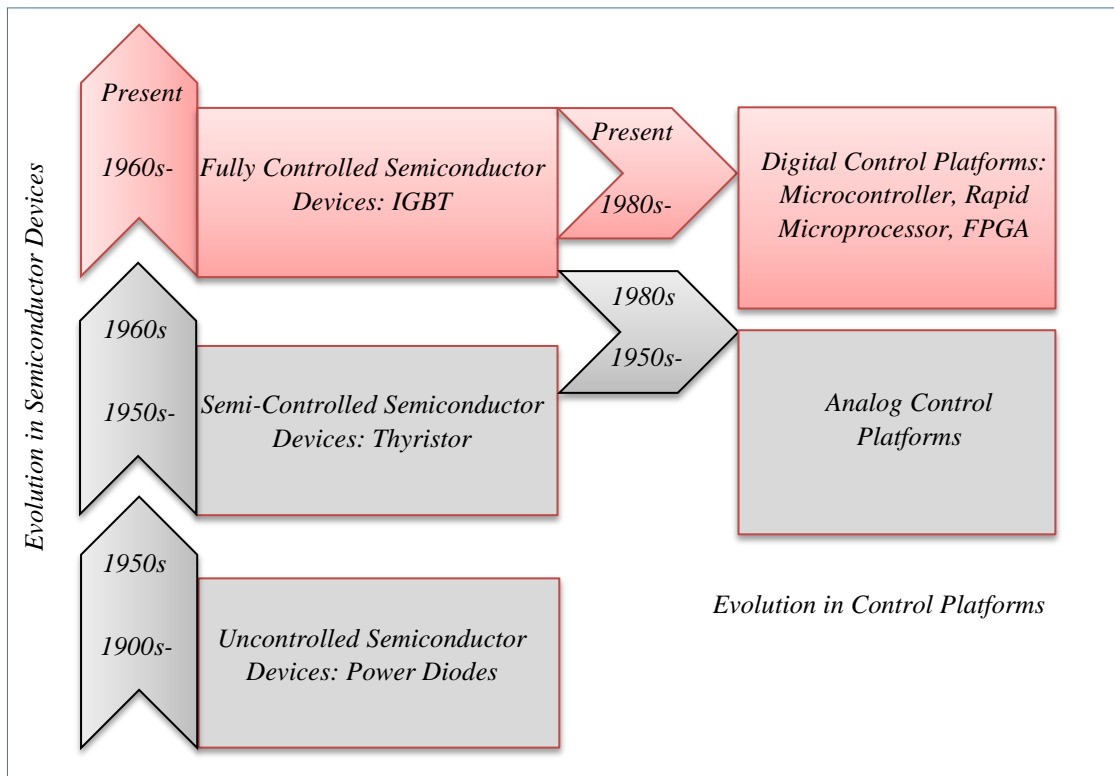 Evolution in Semiconductor Devices
Present
1960s-
Fully Controlled Semiconductor
Devices: IGBT
Present
1980s-
Digital Control Platforms:
Microcontroller, Rapid
Microprocessor, FPGA
1960s
1950s-
Semi-Controlled Semiconductor
Devices: Thyristor
1980s
1950s-
Analog Control
Platforms
1950s
1900s-
Uncontrolled Semiconductor
Devices: Power Diodes
Evolution in Control Platforms